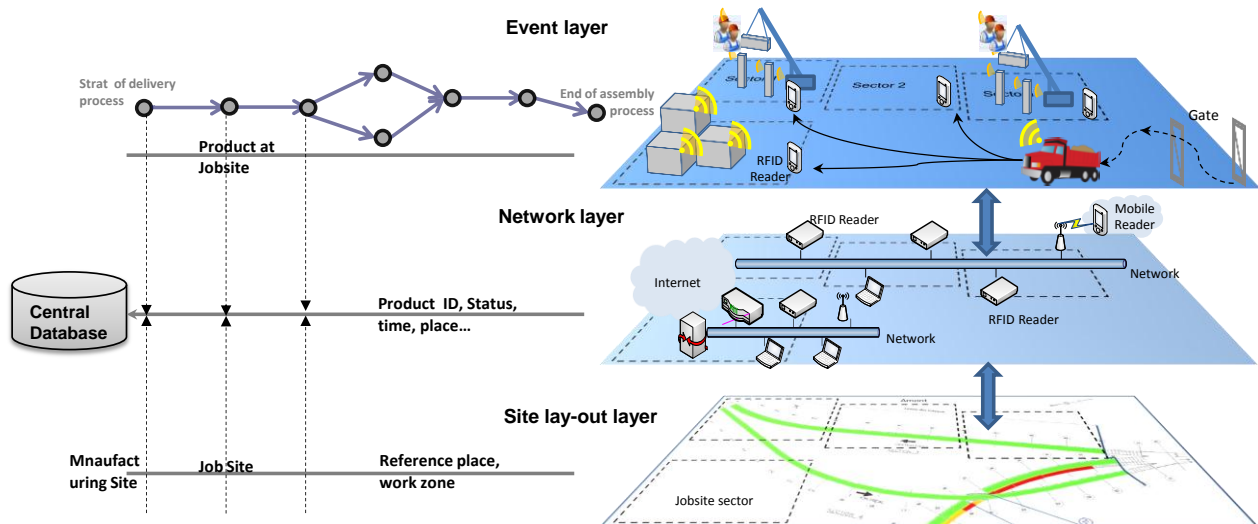 Event layer
Strat of delivery
process
End of assembly
process
Product at
Jobsite
Sector 2
Gate
RFID
Reader
Network layer
RFID Reader
Mobile
Reader
Internet
Network
RFID Reader
Network
Central
Database
Product ID, Status,
time, place...
Site lay-out layer
Mnaufact
uring Site
Job Site
Reference place,
work zone
Jobsite sector